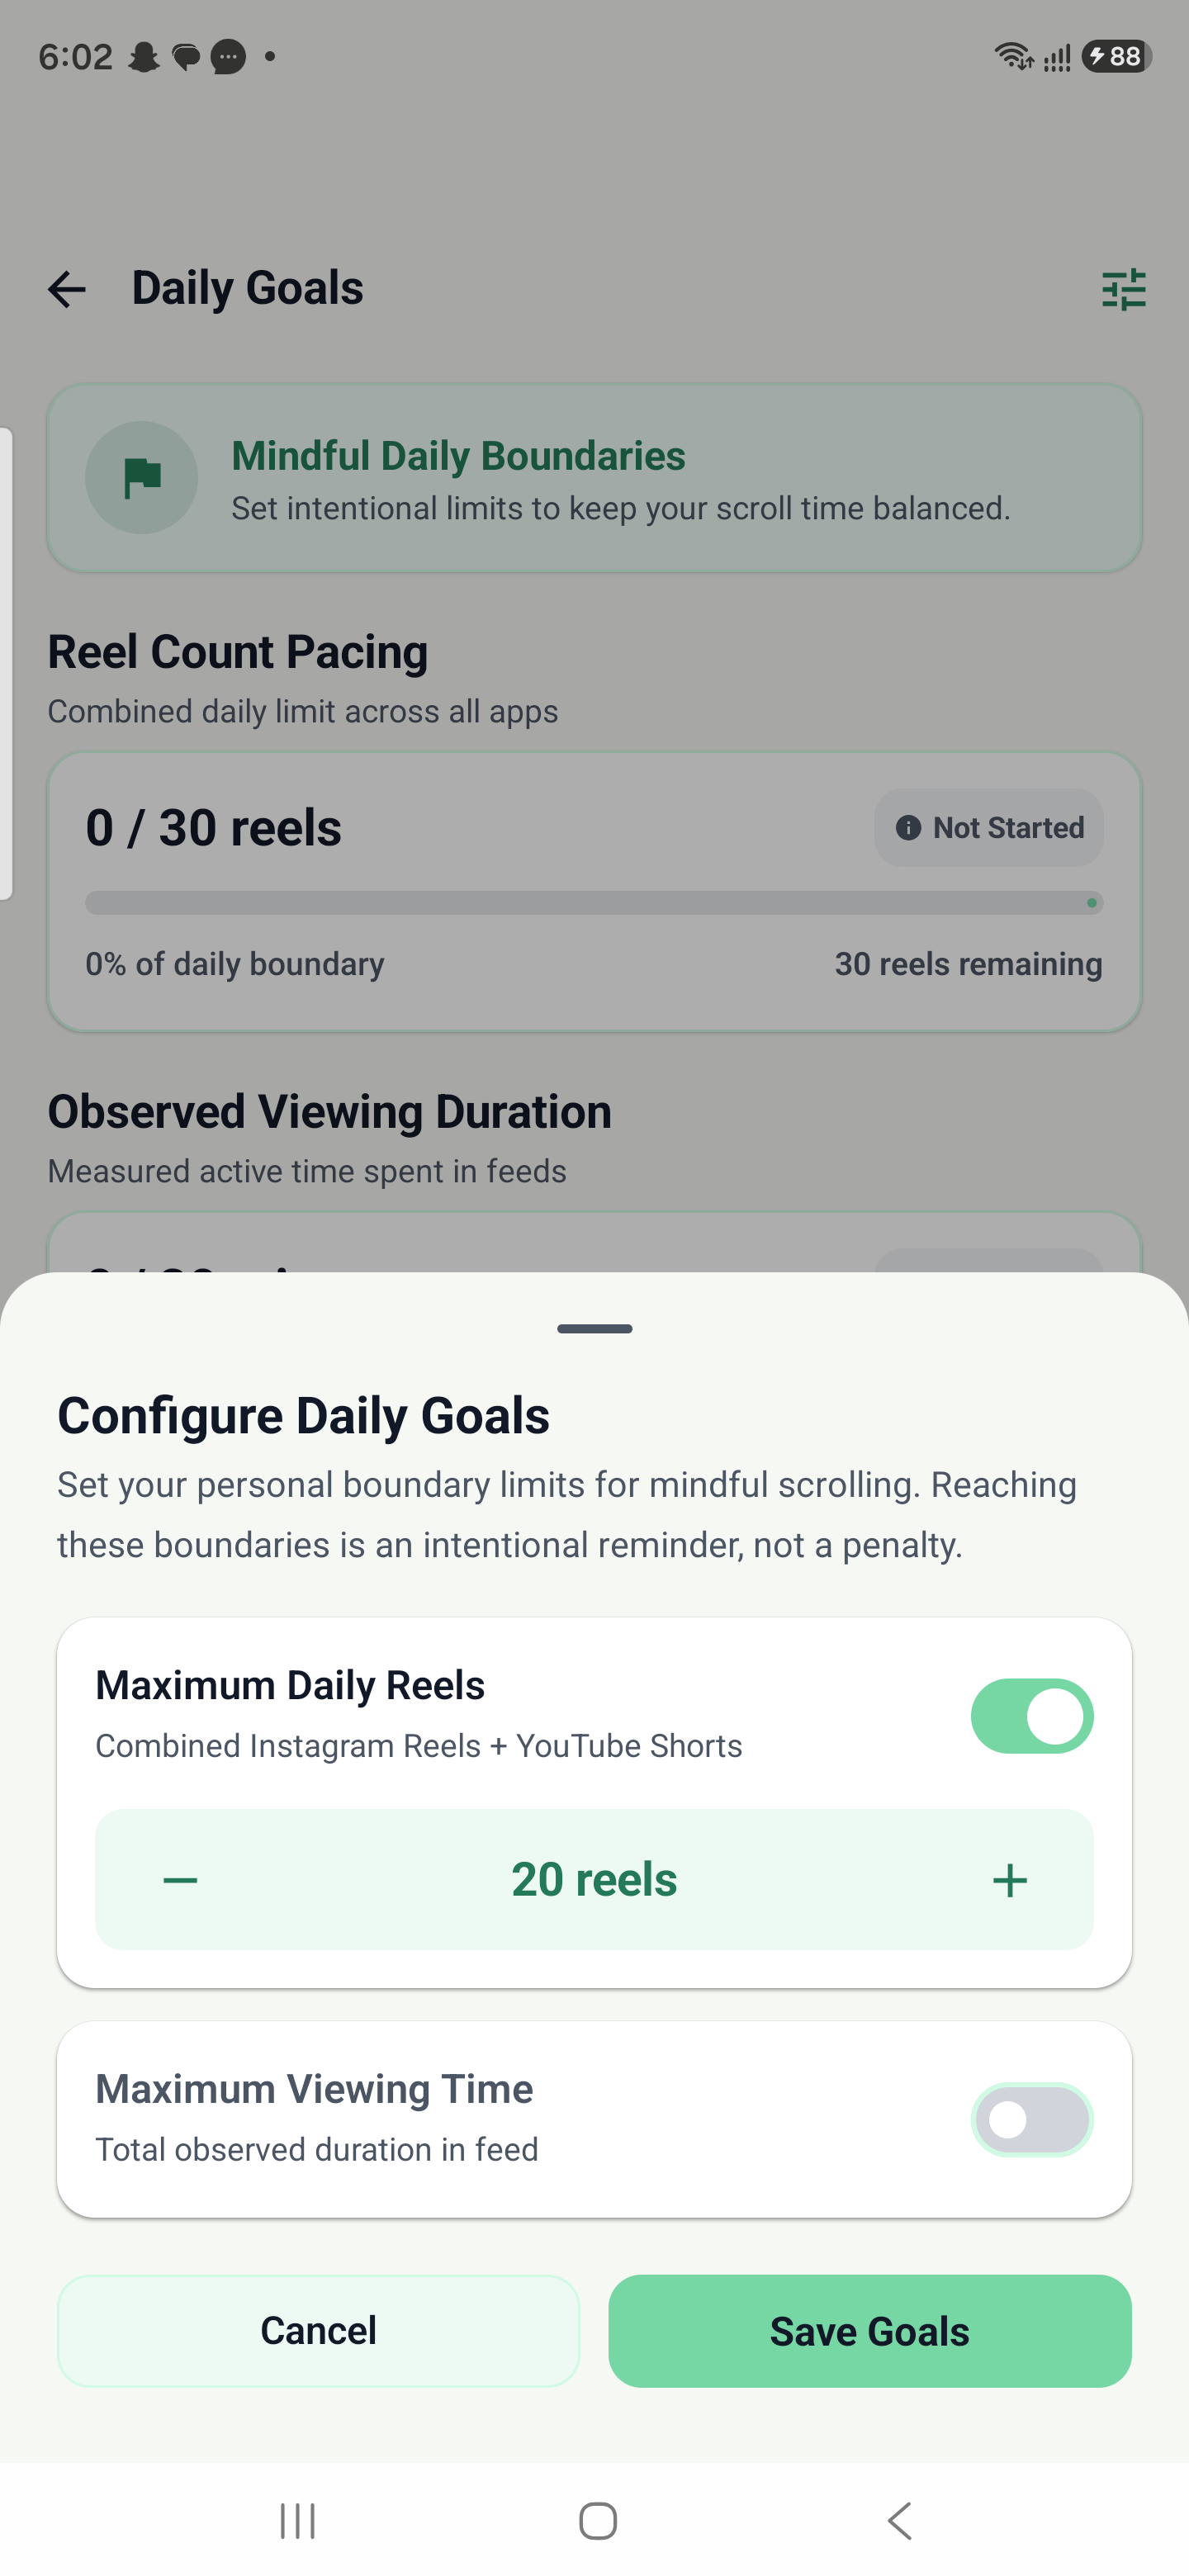 6:02
88
Daily Goals
Mindful Daily Boundaries
Set intentional limits to keep your scroll time balanced.
Reel Count Pacing
Combined daily limit across all apps
0 / 30 reels
Not Started
0% of daily boundary
30 reels remaining
Observed Viewing Duration
Measured active time spent in feeds
Configure Daily Goals
Set your personal boundary limits for mindful scrolling. Reaching
these boundaries is an intentional reminder, not a penalty.
Maximum Daily Reels
Combined Instagram Reels + YouTube Shorts
20 reels
Maximum Viewing Time
Total observed duration in feed
Cancel
Save Goals